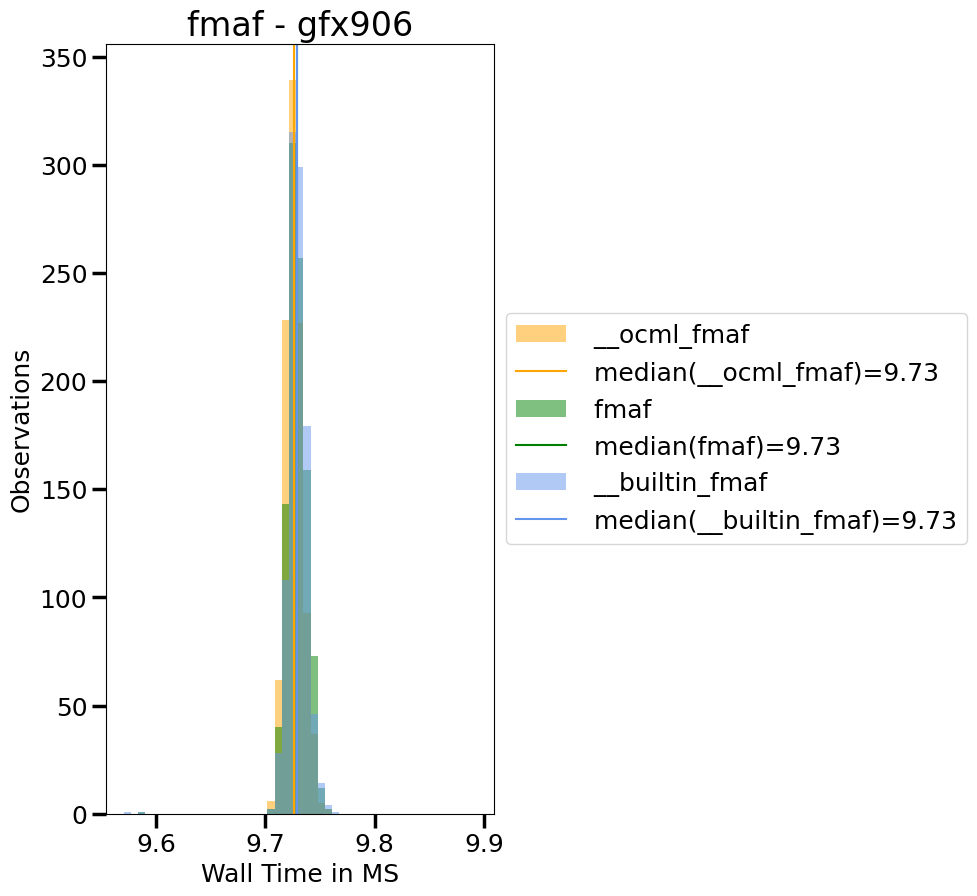 fmaf - gfx906
350
300
250
200
150
100
50
0
Observations
9.6 9.7 9.8 9.9
Wall Time in MS
__ocml_fmaf
median(__ocml_fmaf)=9.73
fmaf
median(fmaf)=9.73
__builtin_fmaf
median(__builtin_fmaf)=9.73